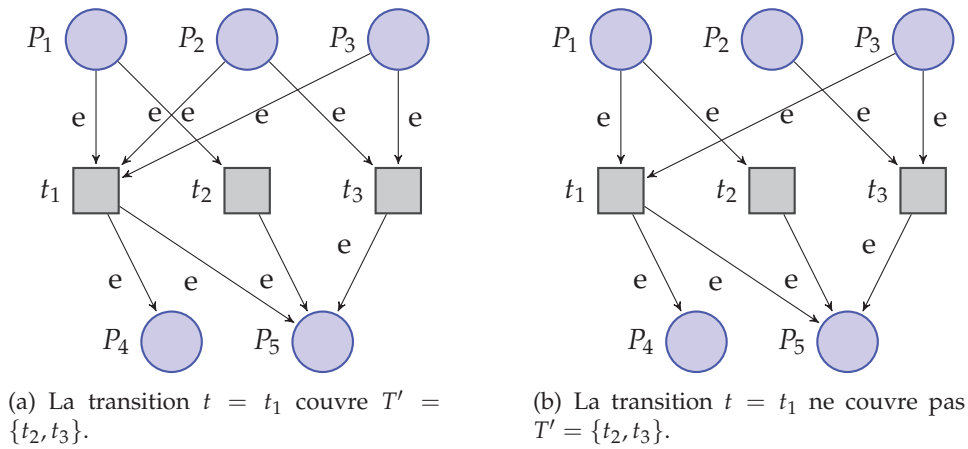 P₁ P₂ P₃ P₁ P₂ P₃
e e e e e e e e e e e
t₁ t₂ t₃ t₁ t₂ t₃
e e e e e e e e
P₄ P₅ P₄ P₅
(a) La transition t = t₁ couvre T′ =
{t₂, t₃}.
(b) La transition t = t₁ ne couvre pas
T′ = {t₂, t₃}.